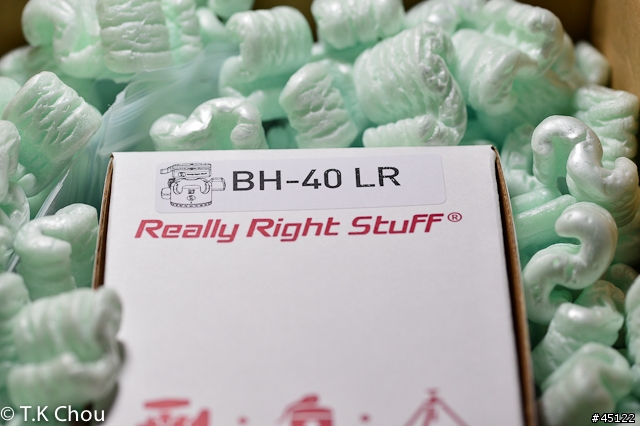 BH-40 LR
Really Right Stuff®
© T.K Chou
#45122